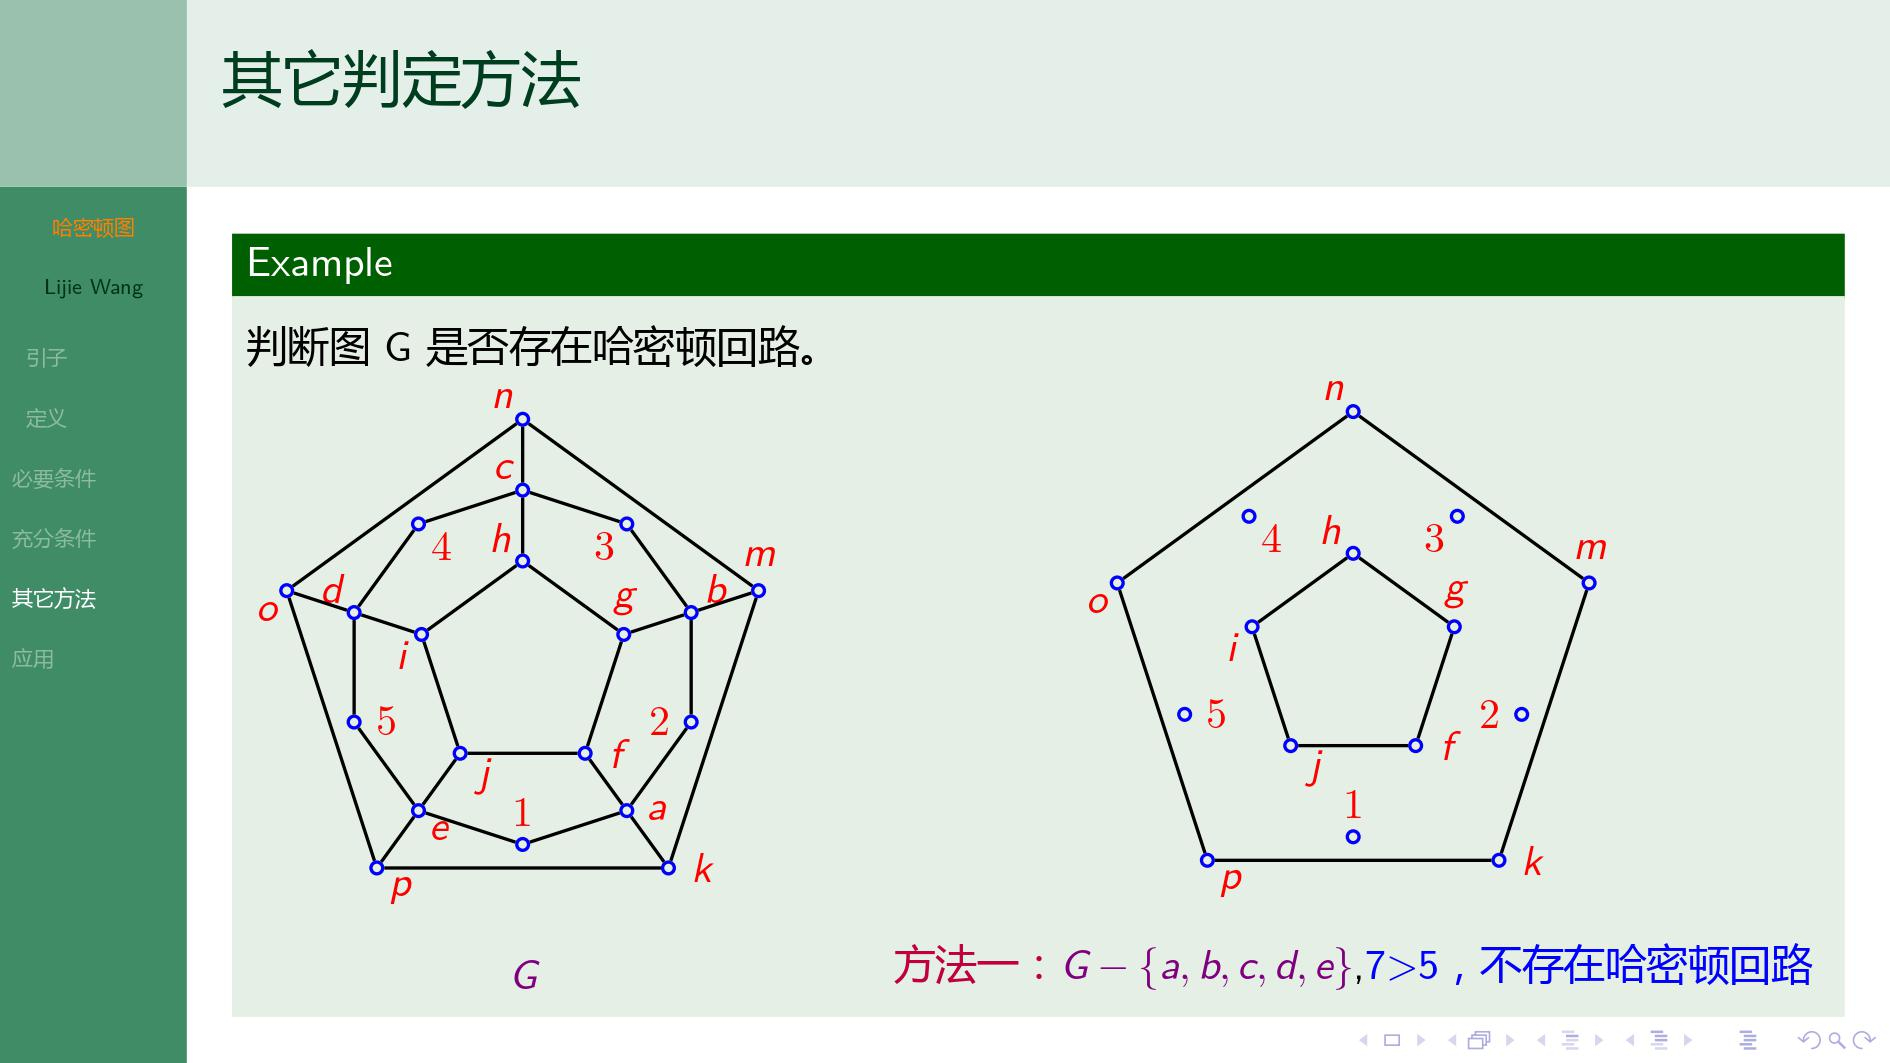 其它判定方法
哈密顿图
Lijie Wang
引子
定义
必要条件
充分条件
其它方法
应用
Example
判断图 G 是否存在哈密顿回路。
n
c
4
h
3
m
o
d
g
b
i
5
2
j
f
e
1
a
p
k
G
n
4
h
3
m
o
g
i
5
2
j
f
1
p
k
方法一：G − {a, b, c, d, e},7>5，不存在哈密顿回路